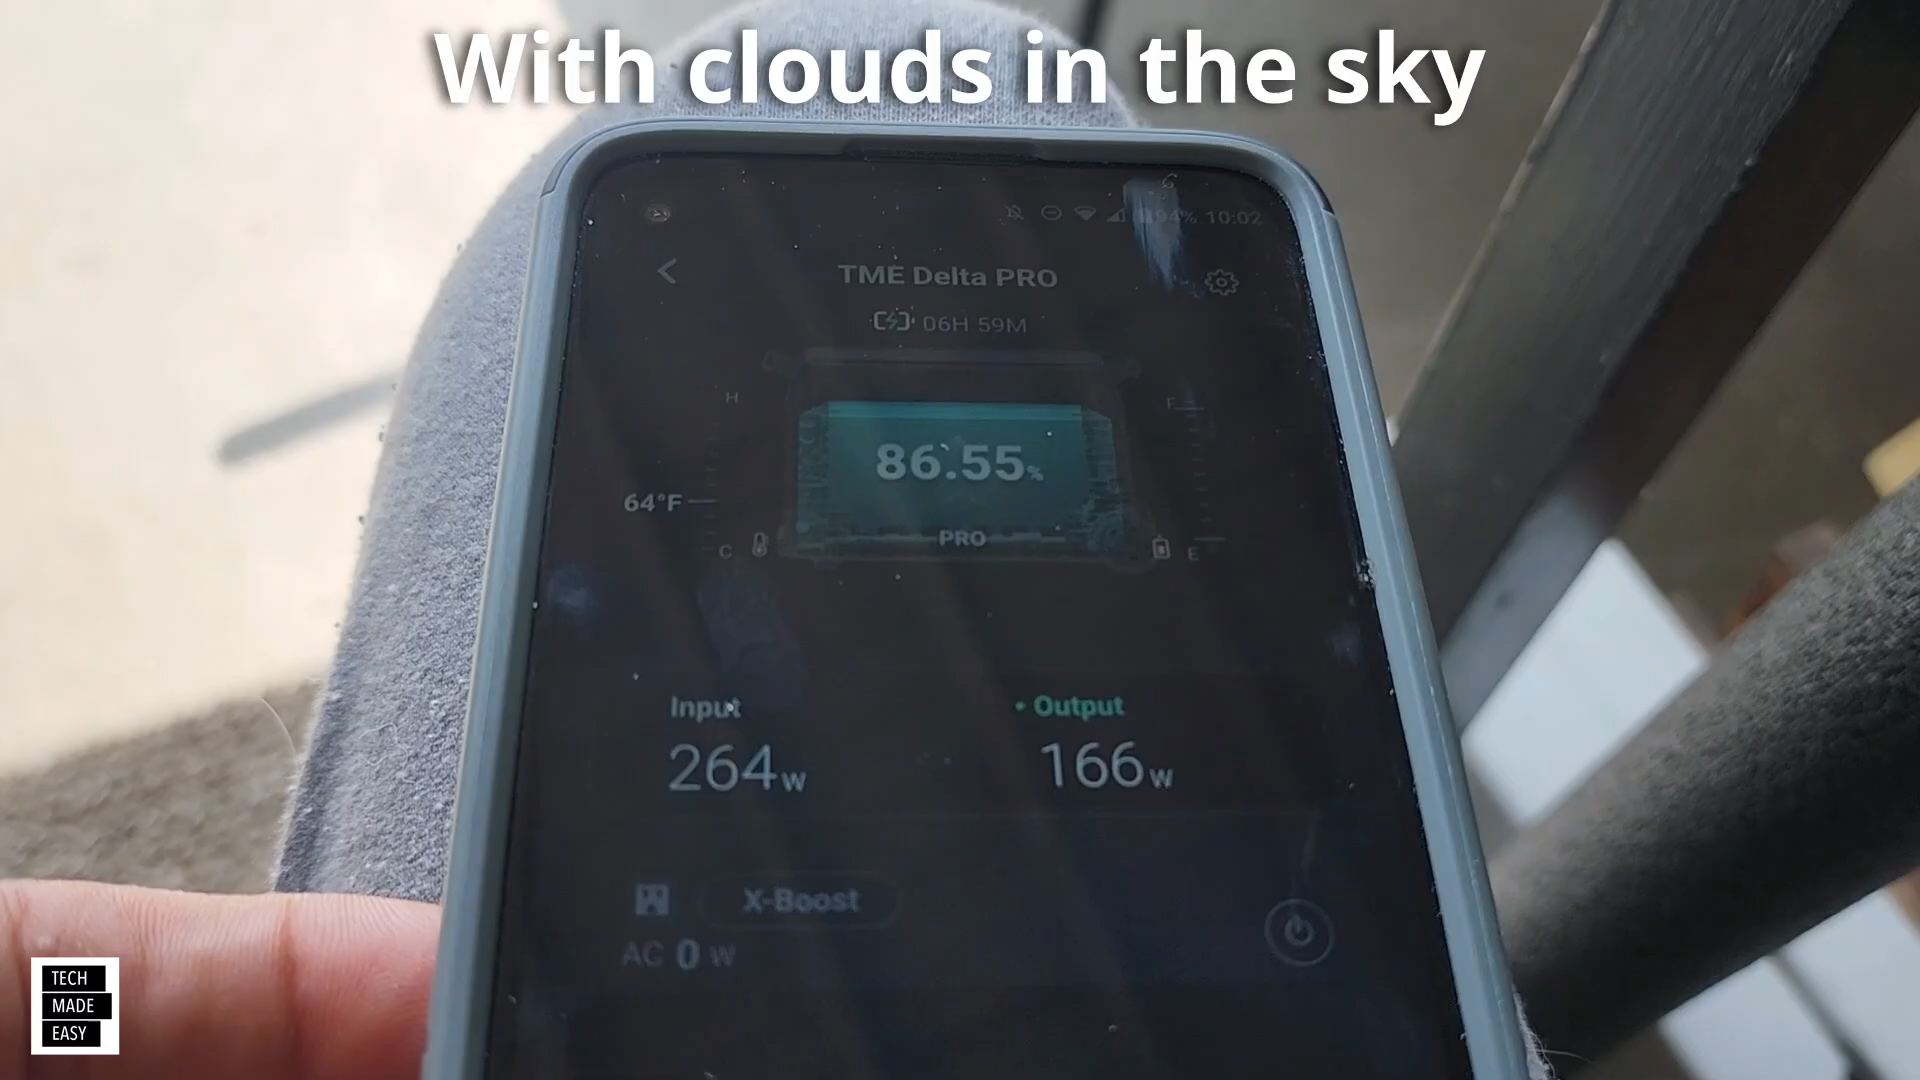 With clouds in the sky
94% 10:02
TME Delta PRO
06H 59M
H
F
86.55%
64°F
PRO
C
E
Input
Output
264W
166W
X-Boost
AC 0 W
TECH
MADE
EASY